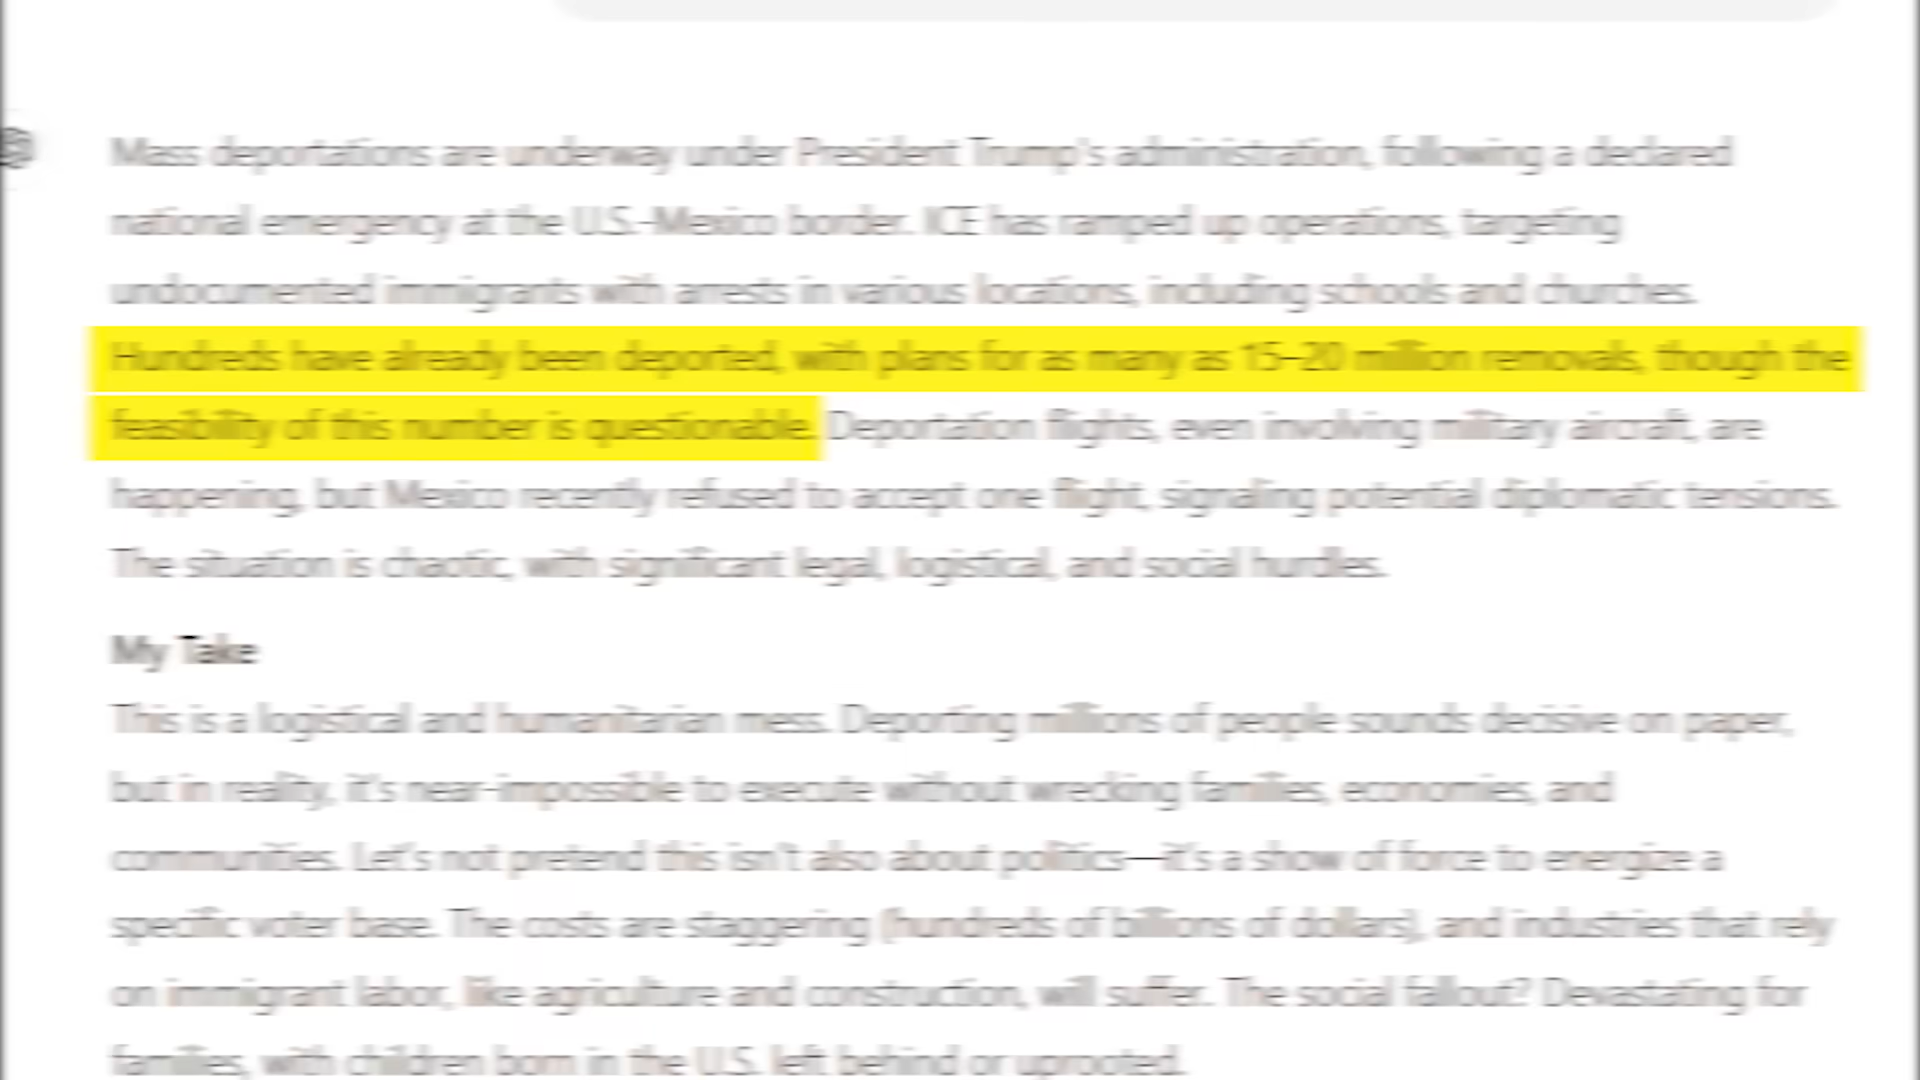 Mass deportations are underway under President Trump's administration, following a declared
national emergency at the U.S.-Mexico border. ICE has ramped up operations, targeting
undocumented immigrants with arrests in various locations, including schools and churches.
Hundreds have already been deported, with plans for as many as 15–20 million removals, though the
feasibility of this number is questionable. Deportation flights, even involving military aircraft, are
happening, but Mexico recently refused to accept one flight, signaling potential diplomatic tensions.
The situation is chaotic, with significant legal, logistical, and social hurdles.
My Take
This is a logistical and humanitarian mess. Deporting millions of people sounds decisive on paper,
but in reality, it's near-impossible to execute without wrecking families, economies, and
communities. Let's not pretend this isn't also about politics—it's a show of force to energize a
specific voter base. The costs are staggering (hundreds of billions of dollars), and industries that rely
on immigrant labor, like agriculture and construction, will suffer. The social fallout? Devastating for
families, with children born in the U.S. left behind or uprooted.